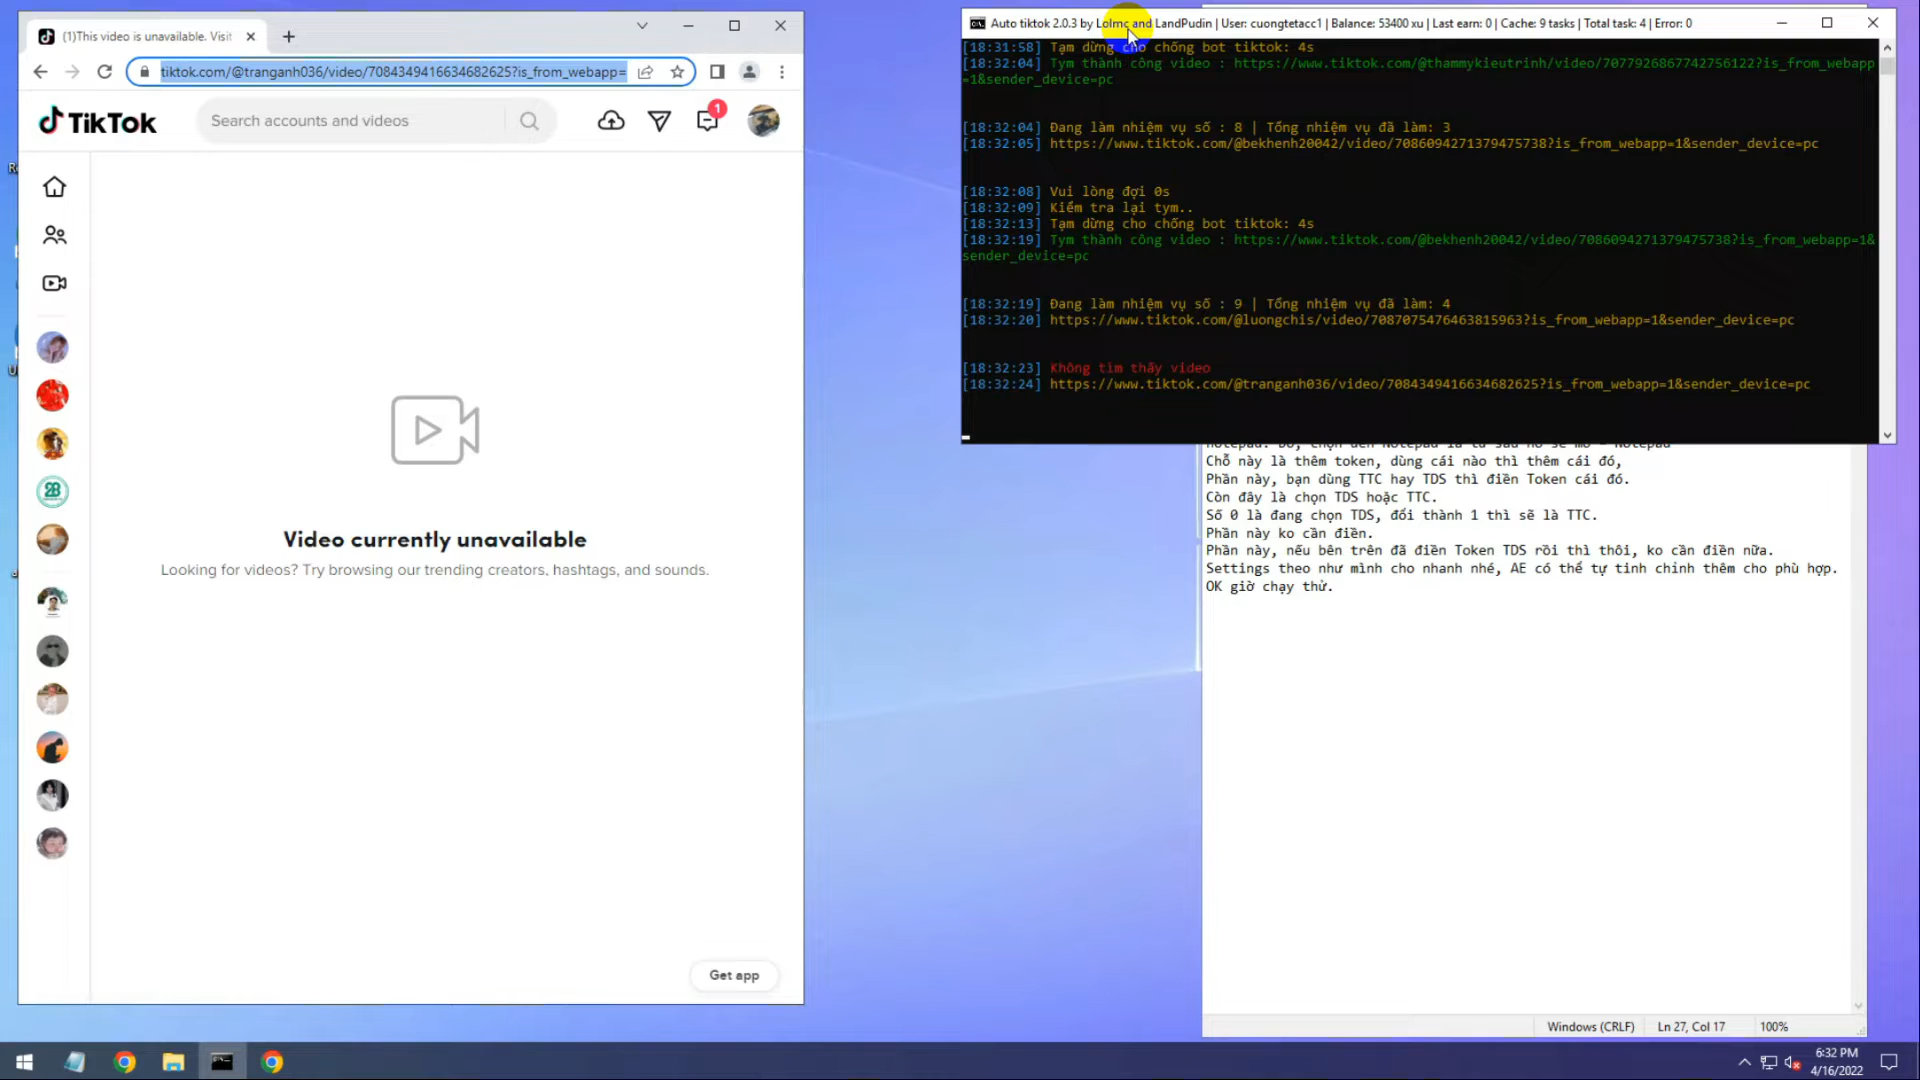 (1)This video is unavailable. Visit
tiktok.com/@tranganh036/video/7084349416634682625?is_from_webapp=
TikTok
Search accounts and videos
1
2B
Video currently unavailable
Looking for videos? Try browsing our trending creators, hashtags, and sounds.
Get app
Auto tiktok 2.0.3 by Lolmc and LandPudin | User: cuongtetacc1 | Balance: 53400 xu | Last earn: 0 | Cache: 9 tasks | Total task: 4 | Error: 0
[18:31:58] Tạm dừng cho chống bot tiktok: 4s
[18:32:04] Tym thành công video : https://www.tiktok.com/@thammykieutrinh/video/7077926867742756122?is_from_webapp
=1&sender_device=pc
[18:32:04] Đang làm nhiệm vụ số : 8 | Tổng nhiệm vụ đã làm: 3
[18:32:05] https://www.tiktok.com/@bekhenh20042/video/7086094271379475738?is_from_webapp=1&sender_device=pc
[18:32:08] Vui lòng đợi 0s
[18:32:09] Kiểm tra lại tym..
[18:32:13] Tạm dừng cho chống bot tiktok: 4s
[18:32:19] Tym thành công video : https://www.tiktok.com/@bekhenh20042/video/7086094271379475738?is_from_webapp=1&
sender_device=pc
[18:32:19] Đang làm nhiệm vụ số : 9 | Tổng nhiệm vụ đã làm: 4
[18:32:20] https://www.tiktok.com/@luongchis/video/7087075476463815963?is_from_webapp=1&sender_device=pc
[18:32:23] Không tìm thấy video
[18:32:24] https://www.tiktok.com/@tranganh036/video/7084349416634682625?is_from_webapp=1&sender_device=pc
Chỗ này là thêm token, dùng cái nào thì thêm cái đó,
Phần này, bạn dùng TTC hay TDS thì điền Token cái đó.
Còn đây là chọn TDS hoặc TTC.
Số 0 là đang chọn TDS, đổi thành 1 thì sẽ là TTC.
Phần này ko cần điền.
Phần này, nếu bên trên đã điền Token TDS rồi thì thôi, ko cần điền nữa.
Settings theo như mình cho nhanh nhé, AE có thể tự tinh chỉnh thêm cho phù hợp.
OK giờ chạy thử.
Windows (CRLF)
Ln 27, Col 17
100%
6:32 PM
4/16/2022